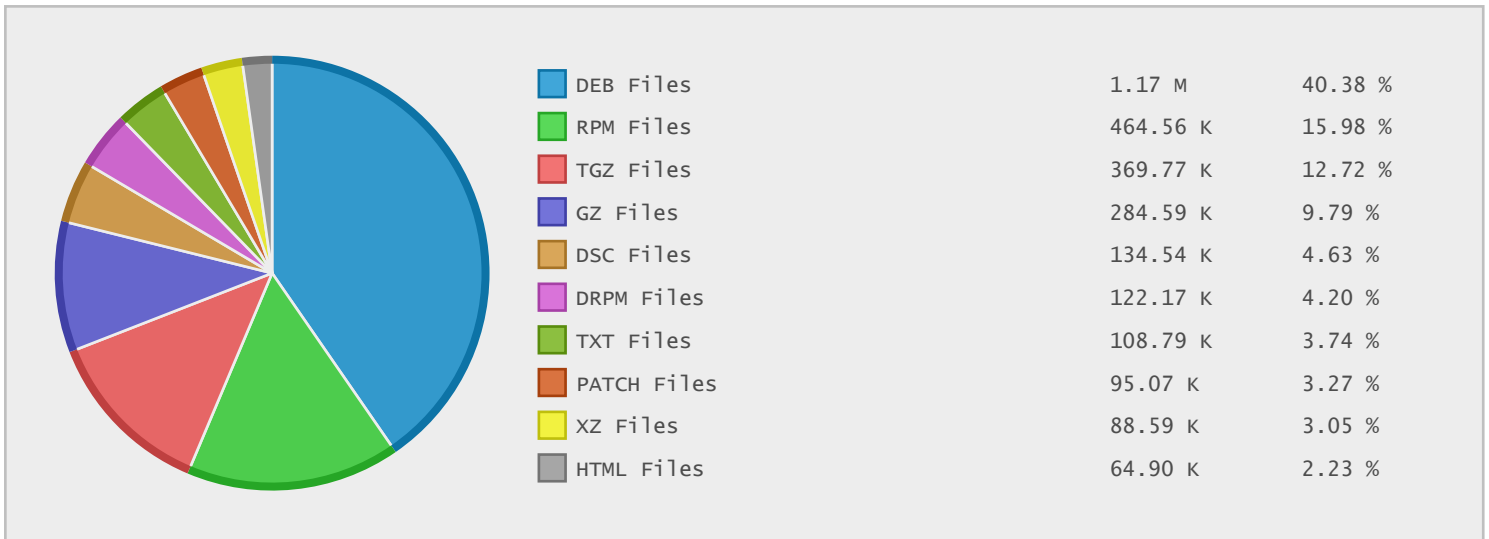 DEB Files 1.17 M 40.38 %
RPM Files 464.56 K 15.98 %
TGZ Files 369.77 K 12.72 %
GZ Files 284.59 K 9.79 %
DSC Files 134.54 K 4.63 %
DRPM Files 122.17 K 4.20 %
TXT Files 108.79 K 3.74 %
PATCH Files 95.07 K 3.27 %
XZ Files 88.59 K 3.05 %
HTML Files 64.90 K 2.23 %